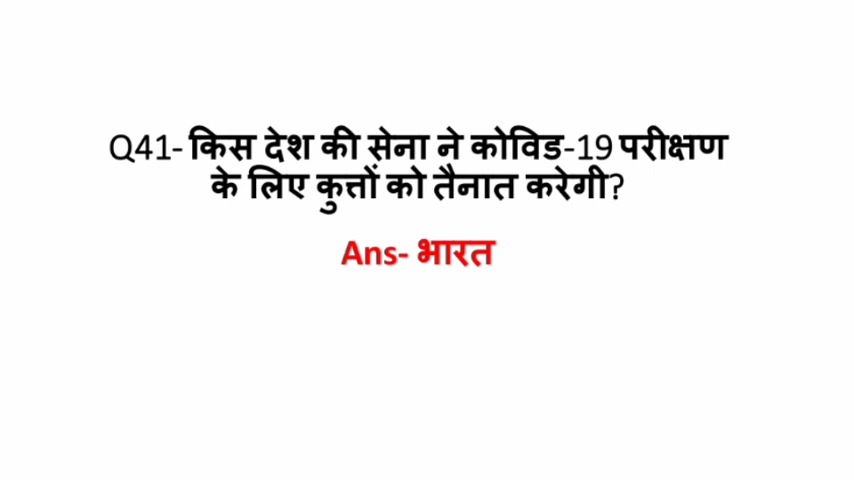 Q41- किस देश की सेना ने कोविड-19 परीक्षण
के लिए कुत्तों को तैनात करेगी?
Ans- भारत